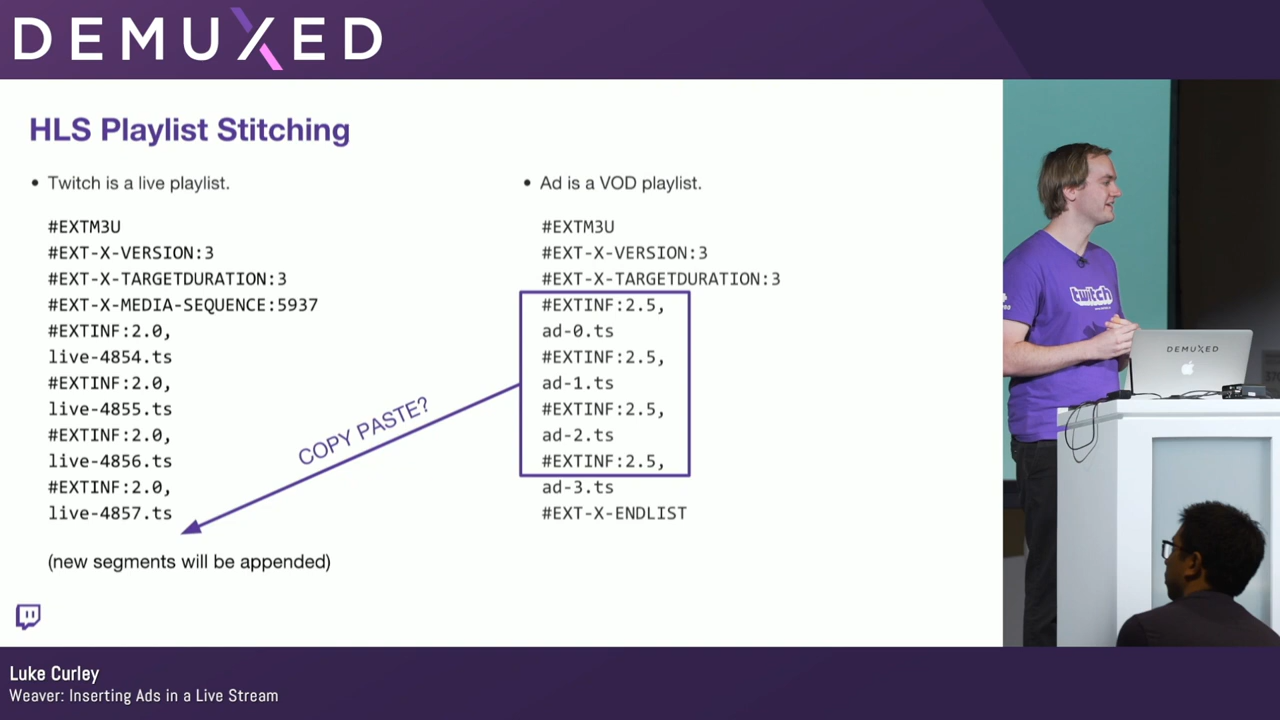 DEMUXED
HLS Playlist Stitching
• Twitch is a live playlist.
#EXTM3U
#EXT-X-VERSION:3
#EXT-X-TARGETDURATION:3
#EXT-X-MEDIA-SEQUENCE:5937
#EXTINF:2.0,
live-4854.ts
#EXTINF:2.0,
live-4855.ts
#EXTINF:2.0,
live-4856.ts
#EXTINF:2.0,
live-4857.ts
(new segments will be appended)
COPY PASTE?
• Ad is a VOD playlist.
#EXTM3U
#EXT-X-VERSION:3
#EXT-X-TARGETDURATION:3
#EXTINF:2.5,
ad-0.ts
#EXTINF:2.5,
ad-1.ts
#EXTINF:2.5,
ad-2.ts
#EXTINF:2.5,
ad-3.ts
#EXT-X-ENDLIST
twitch
DEMUXED
Luke Curley
Weaver: Inserting Ads in a Live Stream